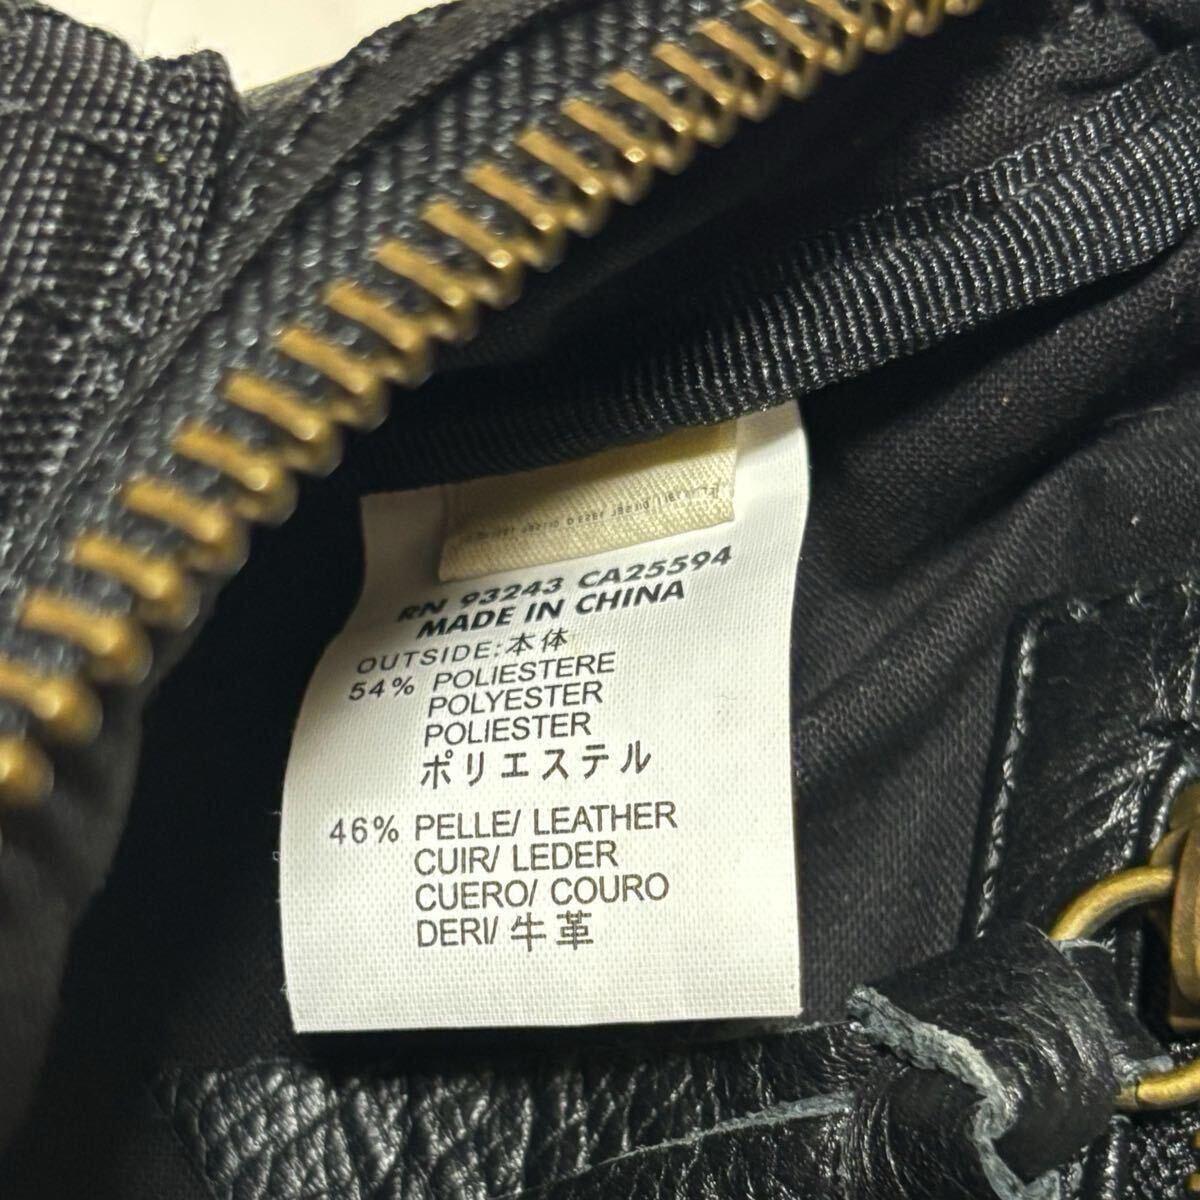 RN 93243 CA25594
MADE IN CHINA
OUTSIDE:本体
54% POLIESTERE
POLYESTER
POLIESTER
ポリエステル
46% PELLE/ LEATHER
CUIR/ LEDER
CUERO/ COURO
DERI/ 牛革